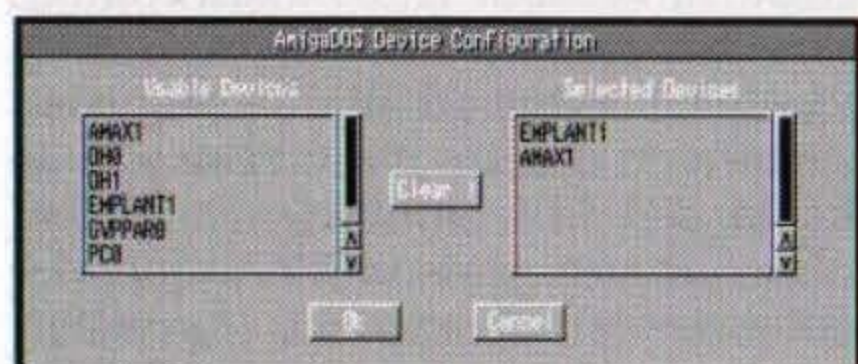 AmigaDOS Device Configuration
Usable Devices
AMAX1
DH0
DH1
EMPLANT1
GVPPAR0
PC0
Clear
Selected Devices
EMPLANT1
AMAX1
Ok
Cancel